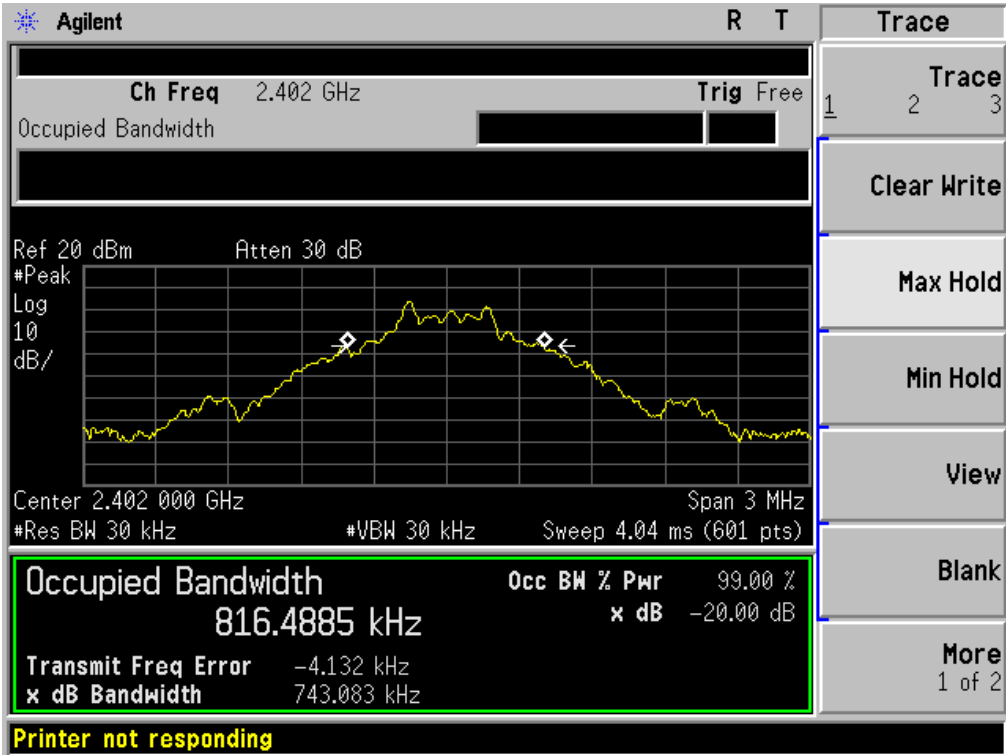 Agilent R T Trace
Ch Freq 2.402 GHz Trig Free
Occupied Bandwidth
Trace
1 2 3
Clear Write
Max Hold
Min Hold
View
Blank
More
1 of 2
Ref 20 dBm Atten 30 dB
#Peak
Log
10
dB/
Center 2.402 000 GHz Span 3 MHz
#Res BW 30 kHz #VBW 30 kHz Sweep 4.04 ms (601 pts)
Occupied Bandwidth Occ BW % Pwr 99.00 %
816.4885 kHz x dB -20.00 dB
Transmit Freq Error -4.132 kHz
x dB Bandwidth 743.083 kHz
Printer not responding